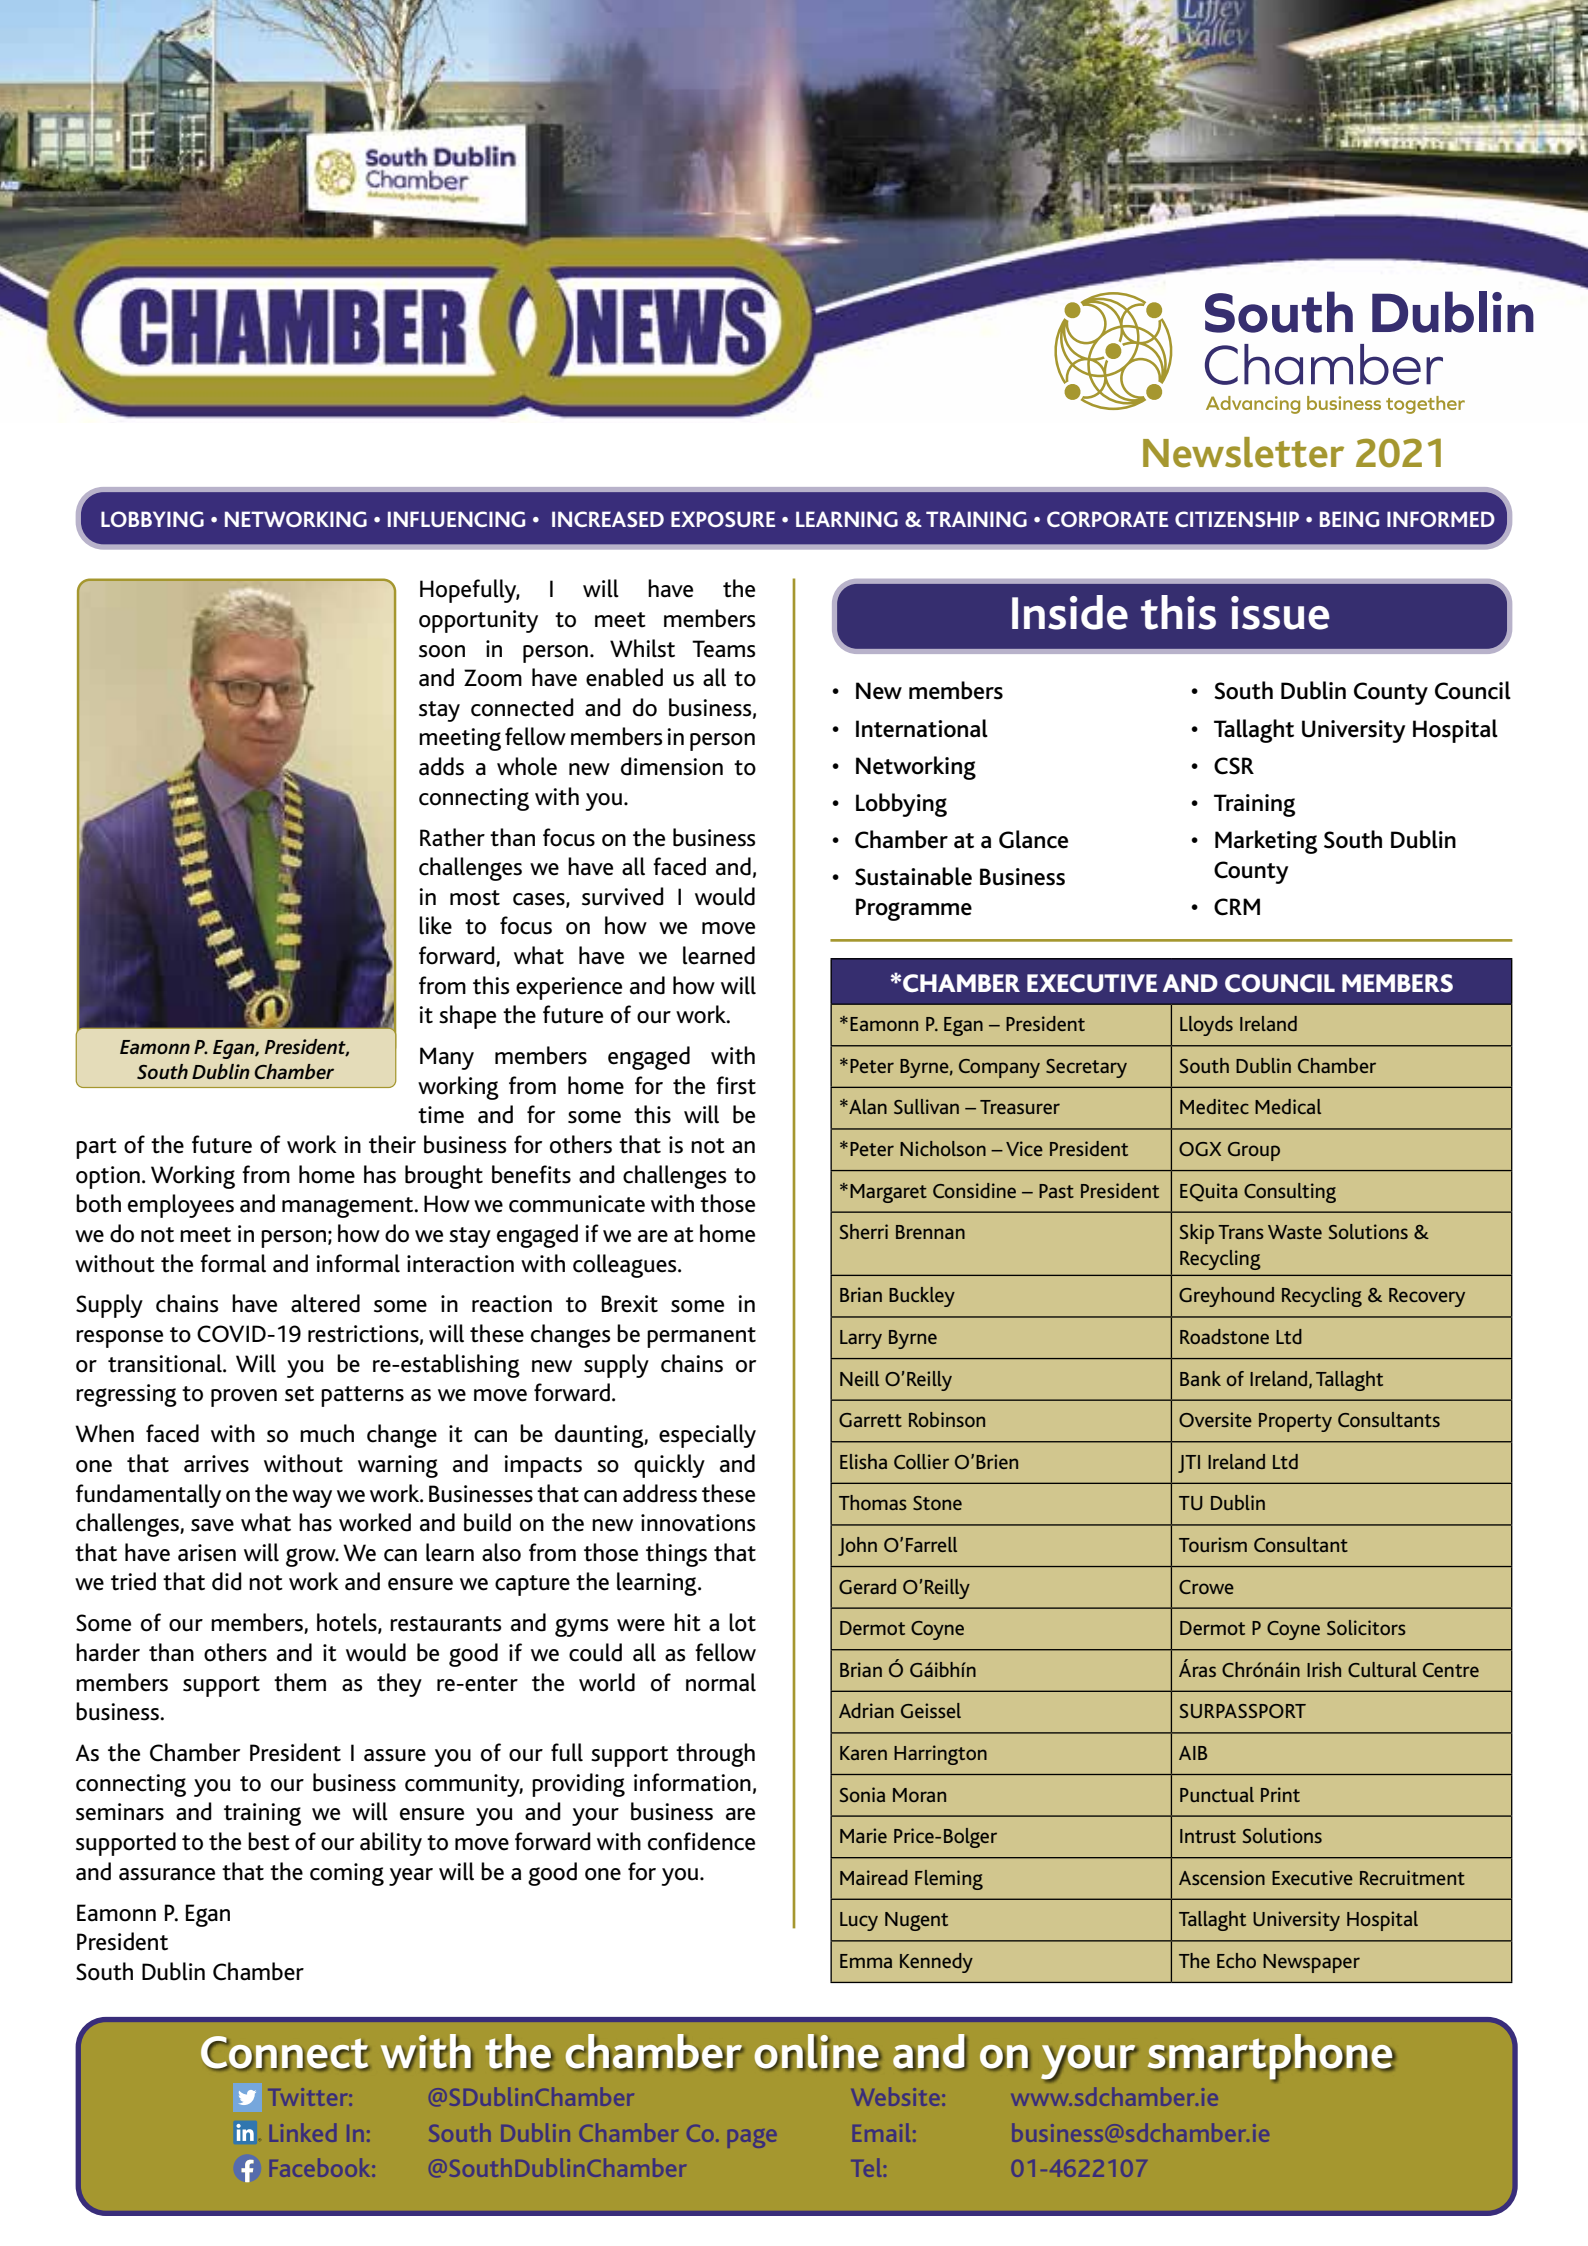 Liffey
Valley
South Dublin
Chamber
Advancing business together
CHAMBER NEWS
South Dublin
Chamber
Advancing business together
Newsletter 2021
LOBBYING • NETWORKING • INFLUENCING • INCREASED EXPOSURE • LEARNING & TRAINING • CORPORATE CITIZENSHIP • BEING INFORMED
Eamonn P. Egan, President,
South Dublin Chamber
Hopefully, I will have the
opportunity to meet members
soon in person. Whilst Teams
and Zoom have enabled us all to
stay connected and do business,
meeting fellow members in person
adds a whole new dimension to
connecting with you.
Rather than focus on the business
challenges we have all faced and,
in most cases, survived I would
like to focus on how we move
forward, what have we learned
from this experience and how will
it shape the future of our work.
Many members engaged with
working from home for the first
time and for some this will be
part of the future of work in their business for others that is not an
option. Working from home has brought benefits and challenges to
both employees and management. How we communicate with those
we do not meet in person; how do we stay engaged if we are at home
without the formal and informal interaction with colleagues.
Supply chains have altered some in reaction to Brexit some in
response to COVID-19 restrictions, will these changes be permanent
or transitional. Will you be re-establishing new supply chains or
regressing to proven set patterns as we move forward.
When faced with so much change it can be daunting, especially
one that arrives without warning and impacts so quickly and
fundamentally on the way we work. Businesses that can address these
challenges, save what has worked and build on the new innovations
that have arisen will grow. We can learn also from those things that
we tried that did not work and ensure we capture the learning.
Some of our members, hotels, restaurants and gyms were hit a lot
harder than others and it would be good if we could all as fellow
members support them as they re-enter the world of normal
business.
As the Chamber President I assure you of our full support through
connecting you to our business community, providing information,
seminars and training we will ensure you and your business are
supported to the best of our ability to move forward with confidence
and assurance that the coming year will be a good one for you.
Eamonn P. Egan
President
South Dublin Chamber
Inside this issue
• New members
• International
• Networking
• Lobbying
• Chamber at a Glance
• Sustainable Business
Programme
• South Dublin County Council
• Tallaght University Hospital
• CSR
• Training
• Marketing South Dublin
County
• CRM
*CHAMBER EXECUTIVE AND COUNCIL MEMBERS
*Eamonn P. Egan – President Lloyds Ireland
*Peter Byrne, Company Secretary South Dublin Chamber
*Alan Sullivan – Treasurer Meditec Medical
*Peter Nicholson – Vice President OGX Group
*Margaret Considine – Past President EQuita Consulting
Sherri Brennan Skip Trans Waste Solutions &
Recycling
Brian Buckley Greyhound Recycling & Recovery
Larry Byrne Roadstone Ltd
Neill O’Reilly Bank of Ireland, Tallaght
Garrett Robinson Oversite Property Consultants
Elisha Collier O’Brien JTI Ireland Ltd
Thomas Stone TU Dublin
John O’Farrell Tourism Consultant
Gerard O’Reilly Crowe
Dermot Coyne Dermot P Coyne Solicitors
Brian Ó Gáibhín Áras Chrónáin Irish Cultural Centre
Adrian Geissel SURPASSPORT
Karen Harrington AIB
Sonia Moran Punctual Print
Marie Price-Bolger Intrust Solutions
Mairead Fleming Ascension Executive Recruitment
Lucy Nugent Tallaght University Hospital
Emma Kennedy The Echo Newspaper
Connect with the chamber online and on your smartphone
Twitter: @SDublinChamber Website: www.sdchamber.ie
Linked In: South Dublin Chamber Co. page Email: business@sdchamber.ie
Facebook: @SouthDublinChamber Tel: 01-4622107